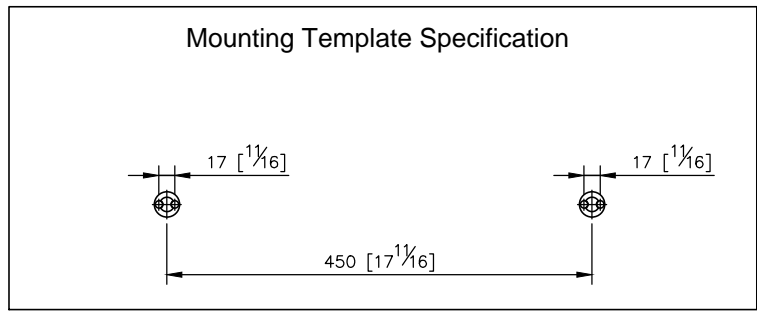 Mounting Template Specification
17 [11/16]
17 [11/16]
450 [17 11/16]